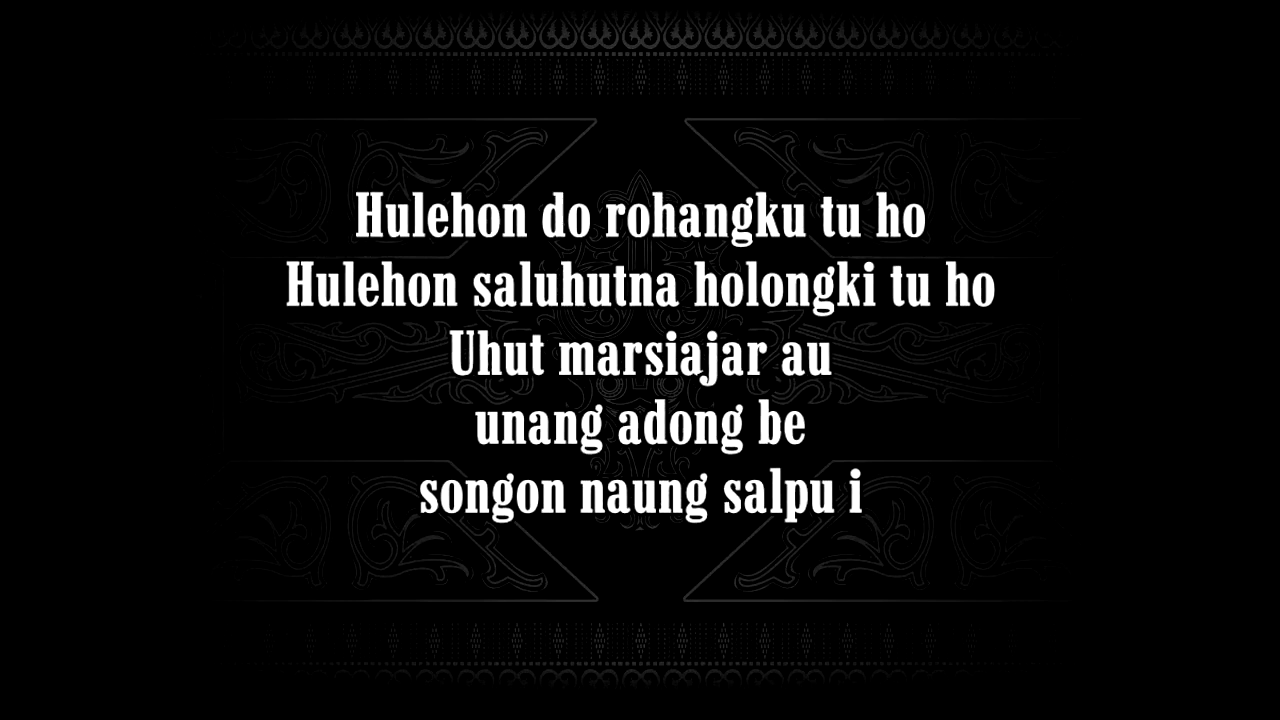 Hulehon do rohangku tu ho
Hulehon saluhutna holongki tu ho
Uhut marsiajar au
unang adong be
songon naung salpu i